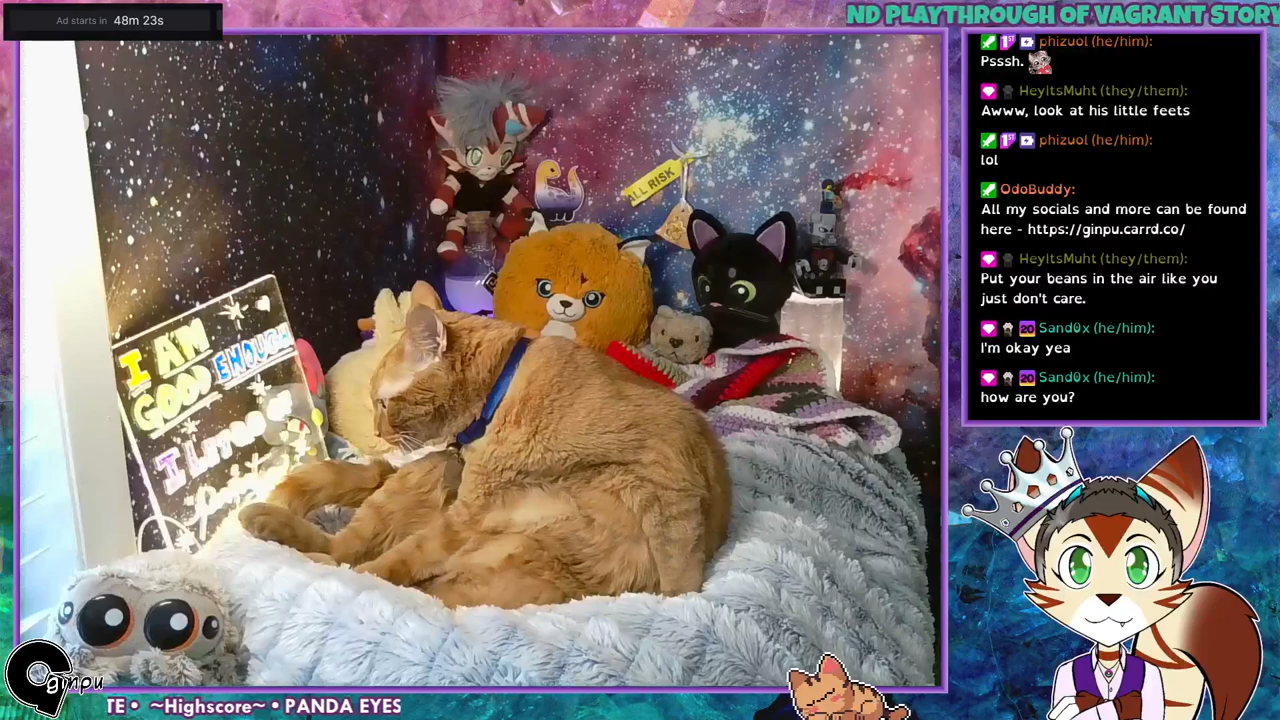 Ad starts in 48m 23s
ND PLAYTHROUGH OF VAGRANT STORY
phizuol (he/him):
Psssh.
HeyItsMuht (they/them):
Awww, look at his little feets
phizuol (he/him):
lol
OdoBuddy:
All my socials and more can be found
here - https://ginpu.carrd.co/
HeyItsMuht (they/them):
Put your beans in the air like you
just don't care.
20 Sand0x (he/him):
I'm okay yea
20 Sand0x (he/him):
how are you?
ALL RISK
I AM
GOOD ENOUGH
I
ginpu
TE • ~Highscore~ • PANDA EYES